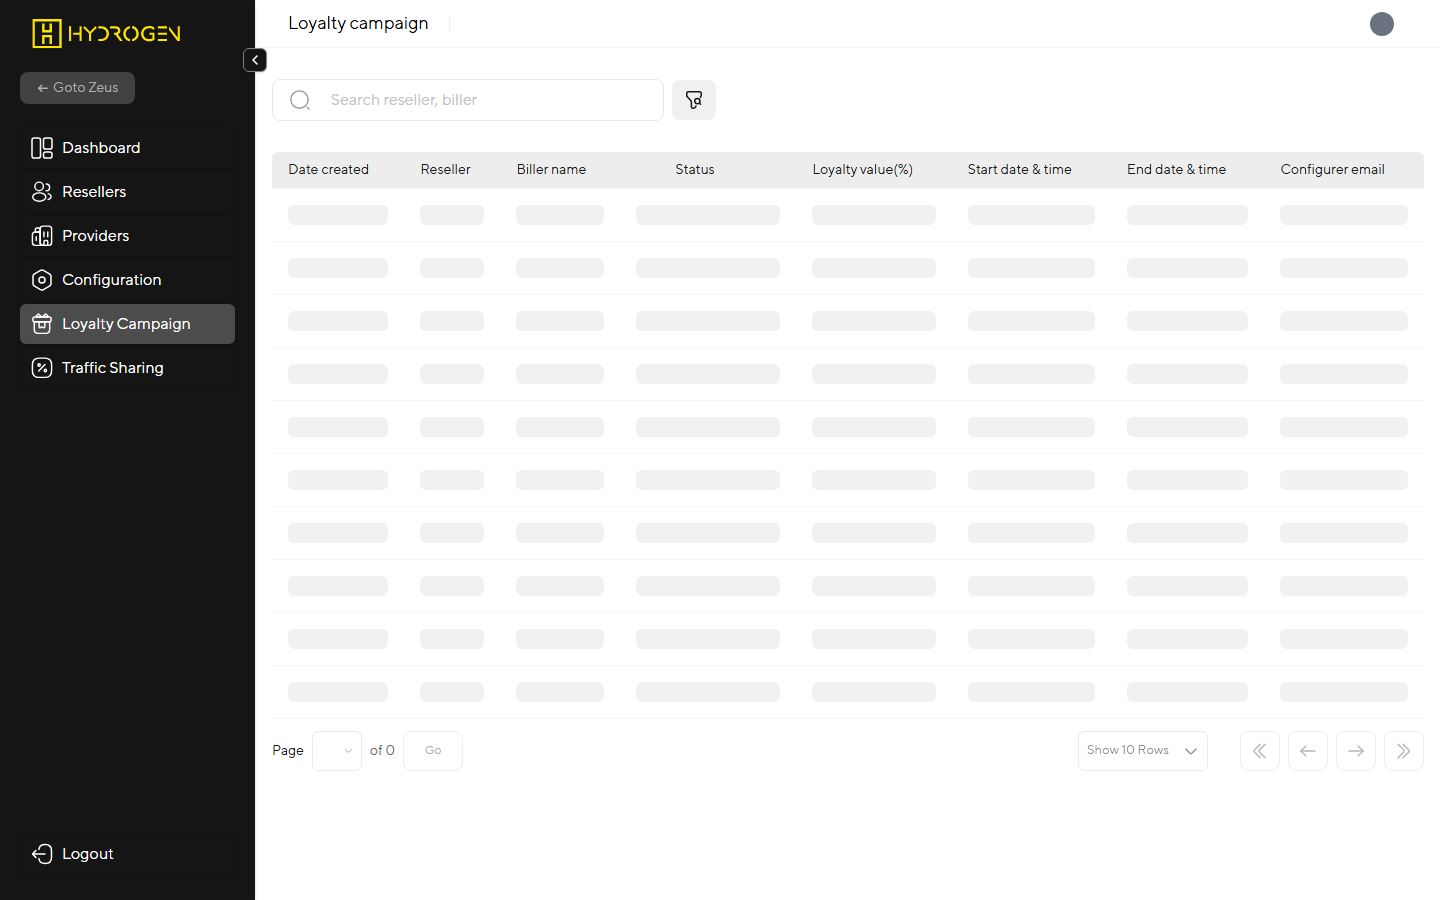 HYDROGEN
Loyalty campaign
Goto Zeus
Search reseller, biller
Dashboard
Resellers
Providers
Configuration
Loyalty Campaign
Traffic Sharing
Logout
Date created Reseller Biller name Status Loyalty value(%) Start date & time End date & time Configurer email
Page of 0 Go Show 10 Rows